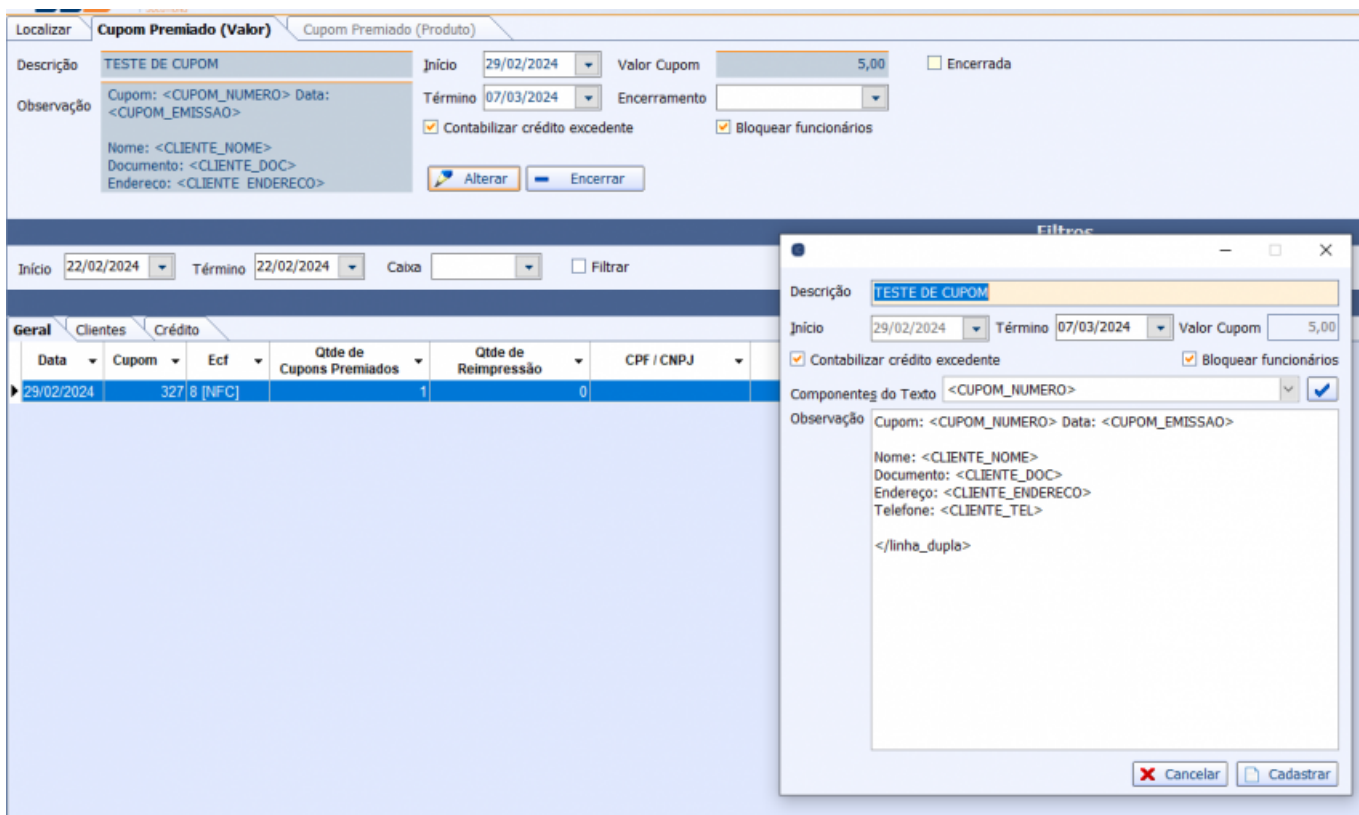 Localizar Cupom Premiado (Valor) Cupom Premiado (Produto)
Descrição TESTE DE CUPOM Início 29/02/2024 Valor Cupom 5,00 Encerrada
Observação Cupom: <CUPOM_NUMERO> Data: <CUPOM_EMISSAO>
Término 07/03/2024 Encerramento
Contabilizar crédito excedente Bloquear funcionários
Nome: <CLIENTE_NOME>
Documento: <CLIENTE_DOC>
Endereco: <CLIENTE ENDERECO>
Alterar Encerrar
Filtros
Início 22/02/2024 Término 22/02/2024 Caixa Filtrar
Geral Clientes Crédito
Data Cupom Ecf Qtde de Cupons Premiados Qtde de Reimpressão CPF / CNPJ
29/02/2024 327 8 [NFC] 1 0
Descrição TESTE DE CUPOM
Início 29/02/2024 Término 07/03/2024 Valor Cupom 5,00
Contabilizar crédito excedente Bloquear funcionários
Componentes do Texto <CUPOM_NUMERO>
Observação Cupom: <CUPOM_NUMERO> Data: <CUPOM_EMISSAO>
Nome: <CLIENTE_NOME>
Documento: <CLIENTE_DOC>
Endereço: <CLIENTE_ENDERECO>
Telefone: <CLIENTE_TEL>
</linha_dupla>
Cancelar Cadastrar